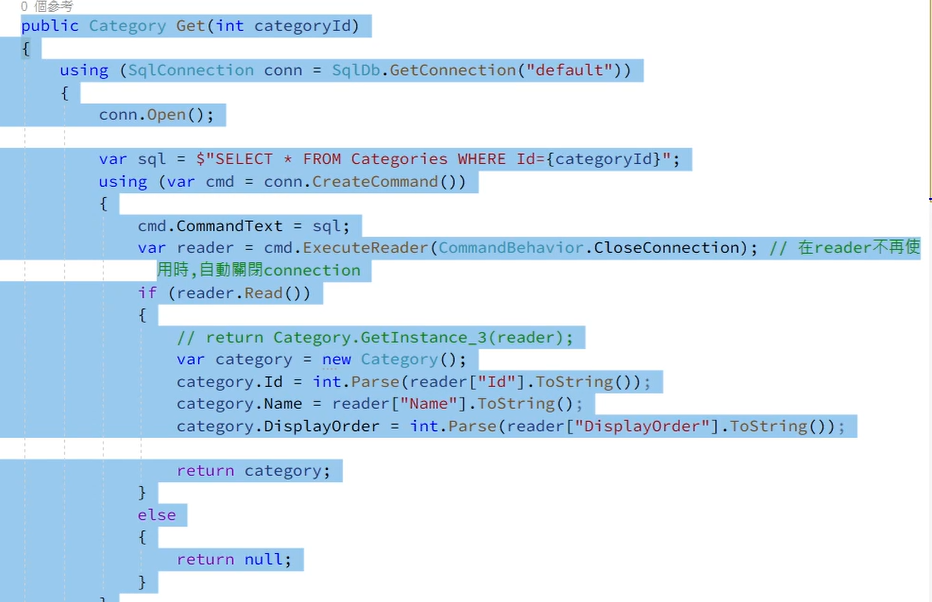 0 個參考
public Category Get(int categoryId)
{
    using (SqlConnection conn = SqlDb.GetConnection("default"))
    {
        conn.Open();

        var sql = $"SELECT * FROM Categories WHERE Id={categoryId}";
        using (var cmd = conn.CreateCommand())
        {
            cmd.CommandText = sql;
            var reader = cmd.ExecuteReader(CommandBehavior.CloseConnection); // 在reader不再使
              用時,自動關閉connection
            if (reader.Read())
            {
                // return Category.GetInstance_3(reader);
                var category = new Category();
                category.Id = int.Parse(reader["Id"].ToString());
                category.Name = reader["Name"].ToString();
                category.DisplayOrder = int.Parse(reader["DisplayOrder"].ToString());

                return category;
            }
            else
            {
                return null;
            }
        }